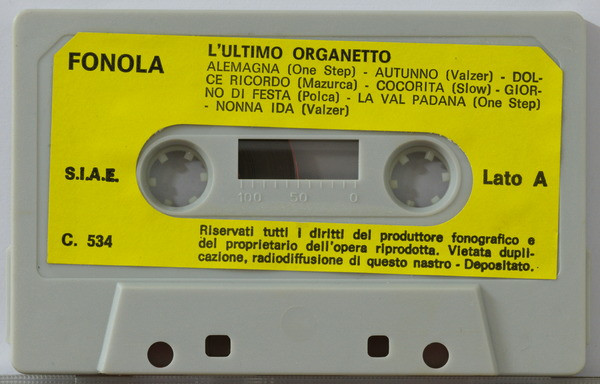 FONOLA
L'ULTIMO ORGANETTO
ALEMAGNA (One Step) - AUTUNNO (Valzer) - DOL-
CE RICORDO (Mazurca) - COCORITA (Slow) - GIOR-
NO DI FESTA (Polca) - LA VAL PADANA (One Step)
- NONNA IDA (Valzer)
S.I.A.E.
100 50 0
Lato A
C. 534
Riservati tutti i diritti del produttore fonografico e
del proprietario dell'opera riprodotta. Vietata dupli-
cazione, radiodiffusione di questo nastro - Depositato.